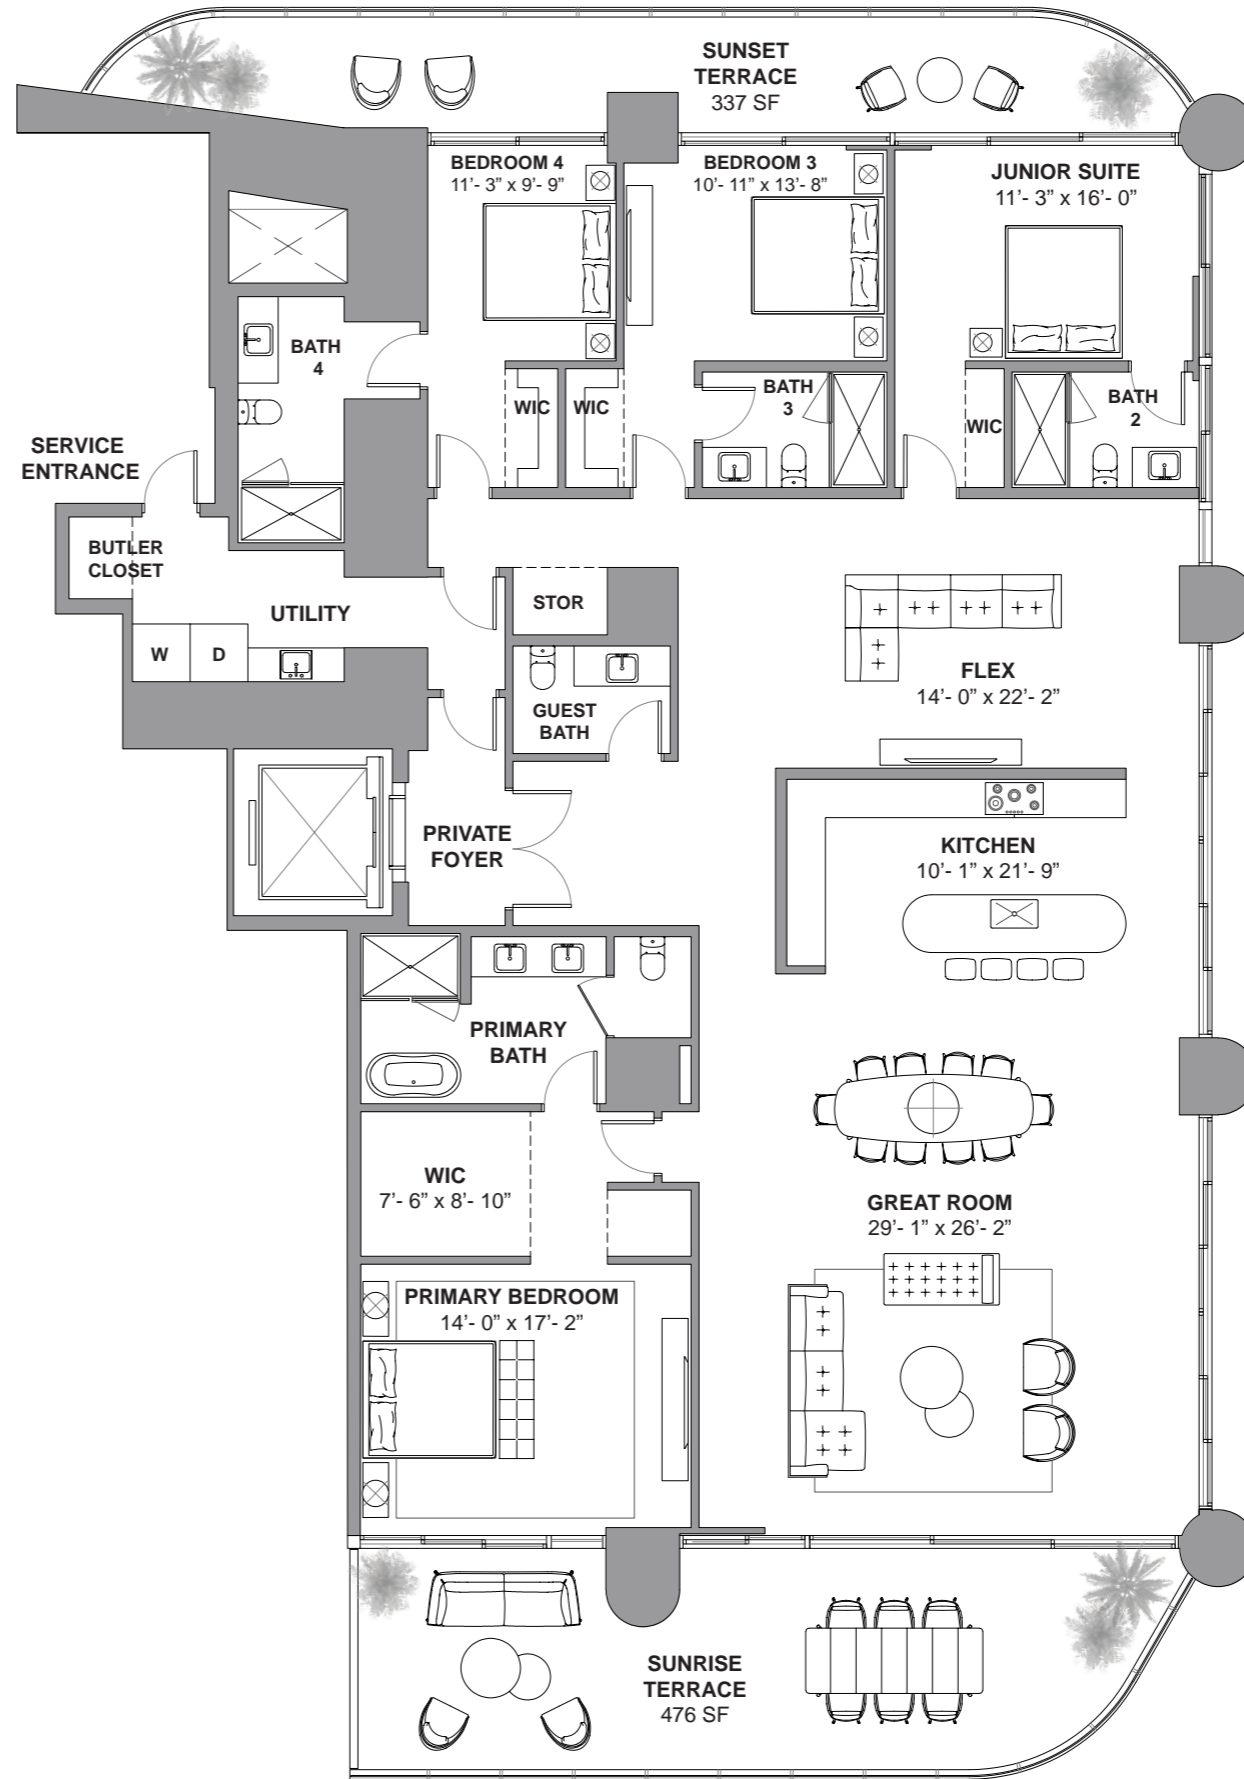 SUNSET
TERRACE
337 SF
BEDROOM 4
11’- 3” x 9’- 9”
BEDROOM 3
10’- 11” x 13’- 8”
JUNIOR SUITE
11’- 3” x 16’- 0”
BATH
4
WIC
WIC
BATH
3
WIC
BATH
2
SERVICE
ENTRANCE
BUTLER
CLOSET
UTILITY
STOR
W
D
GUEST
BATH
FLEX
14’- 0” x 22’- 2”
PRIVATE
FOYER
KITCHEN
10’- 1” x 21’- 9”
PRIMARY
BATH
WIC
7’- 6” x 8’- 10”
GREAT ROOM
29’- 1” x 26’- 2”
PRIMARY BEDROOM
14’- 0” x 17’- 2”
SUNRISE
TERRACE
476 SF